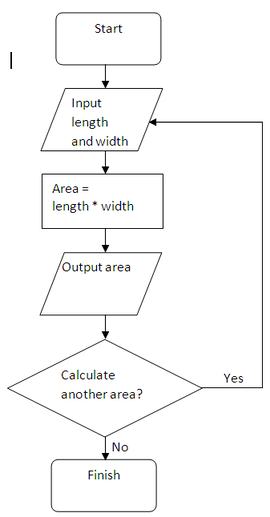 Start
Input
length
and width
Area =
length * width
Output area
Calculate
another area?
Yes
No
Finish